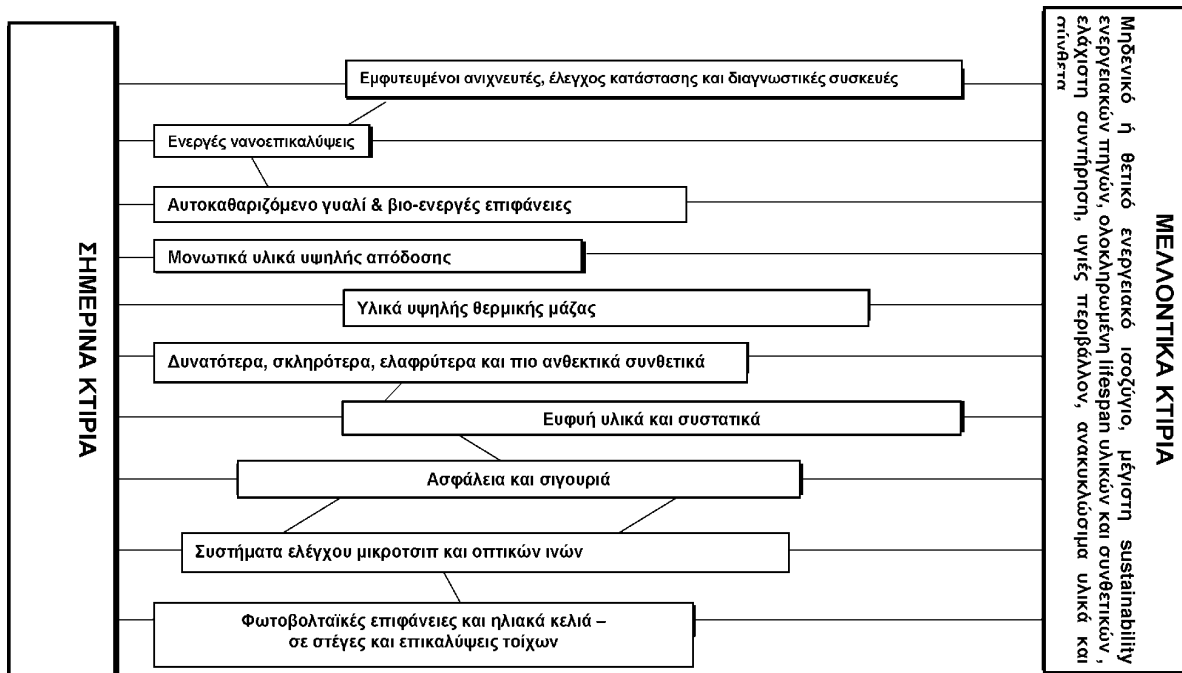 ΣΗΜΕΡΙΝΑ ΚΤΙΡΙΑ
Εμφυτευμένοι ανιχνευτές, έλεγχος κατάστασης και διαγνωστικές συσκευές
Ενεργές νανοεπικαλύψεις
Αυτοκαθαριζόμενο γυαλί & βιο-ενεργές επιφάνειες
Μονωτικά υλικά υψηλής απόδοσης
Υλικά υψηλής θερμικής μάζας
Δυνατότερα, σκληρότερα, ελαφρύτερα και πιο ανθεκτικά συνθετικά
Ευφυή υλικά και συστατικά
Ασφάλεια και σιγουριά
Συστήματα ελέγχου μικροτσιπ και οπτικών ινών
Φωτοβολταϊκές επιφάνειες και ηλιακά κελιά –
σε στέγες και επικαλύψεις τοίχων
ΜΕΛΛΟΝΤΙΚΑ ΚΤΙΡΙΑ
Μηδενικό ή θετικό ενεργειακό ισοζύγιο, μέγιστη sustainability
ενεργειακών πηγών, ολοκληρωμένη lifespan υλικών και συνθετικών ,
ελάχιστη συντήρηση, υγιές περιβάλλον, ανακυκλώσιμα υλικά και
σύνθετα